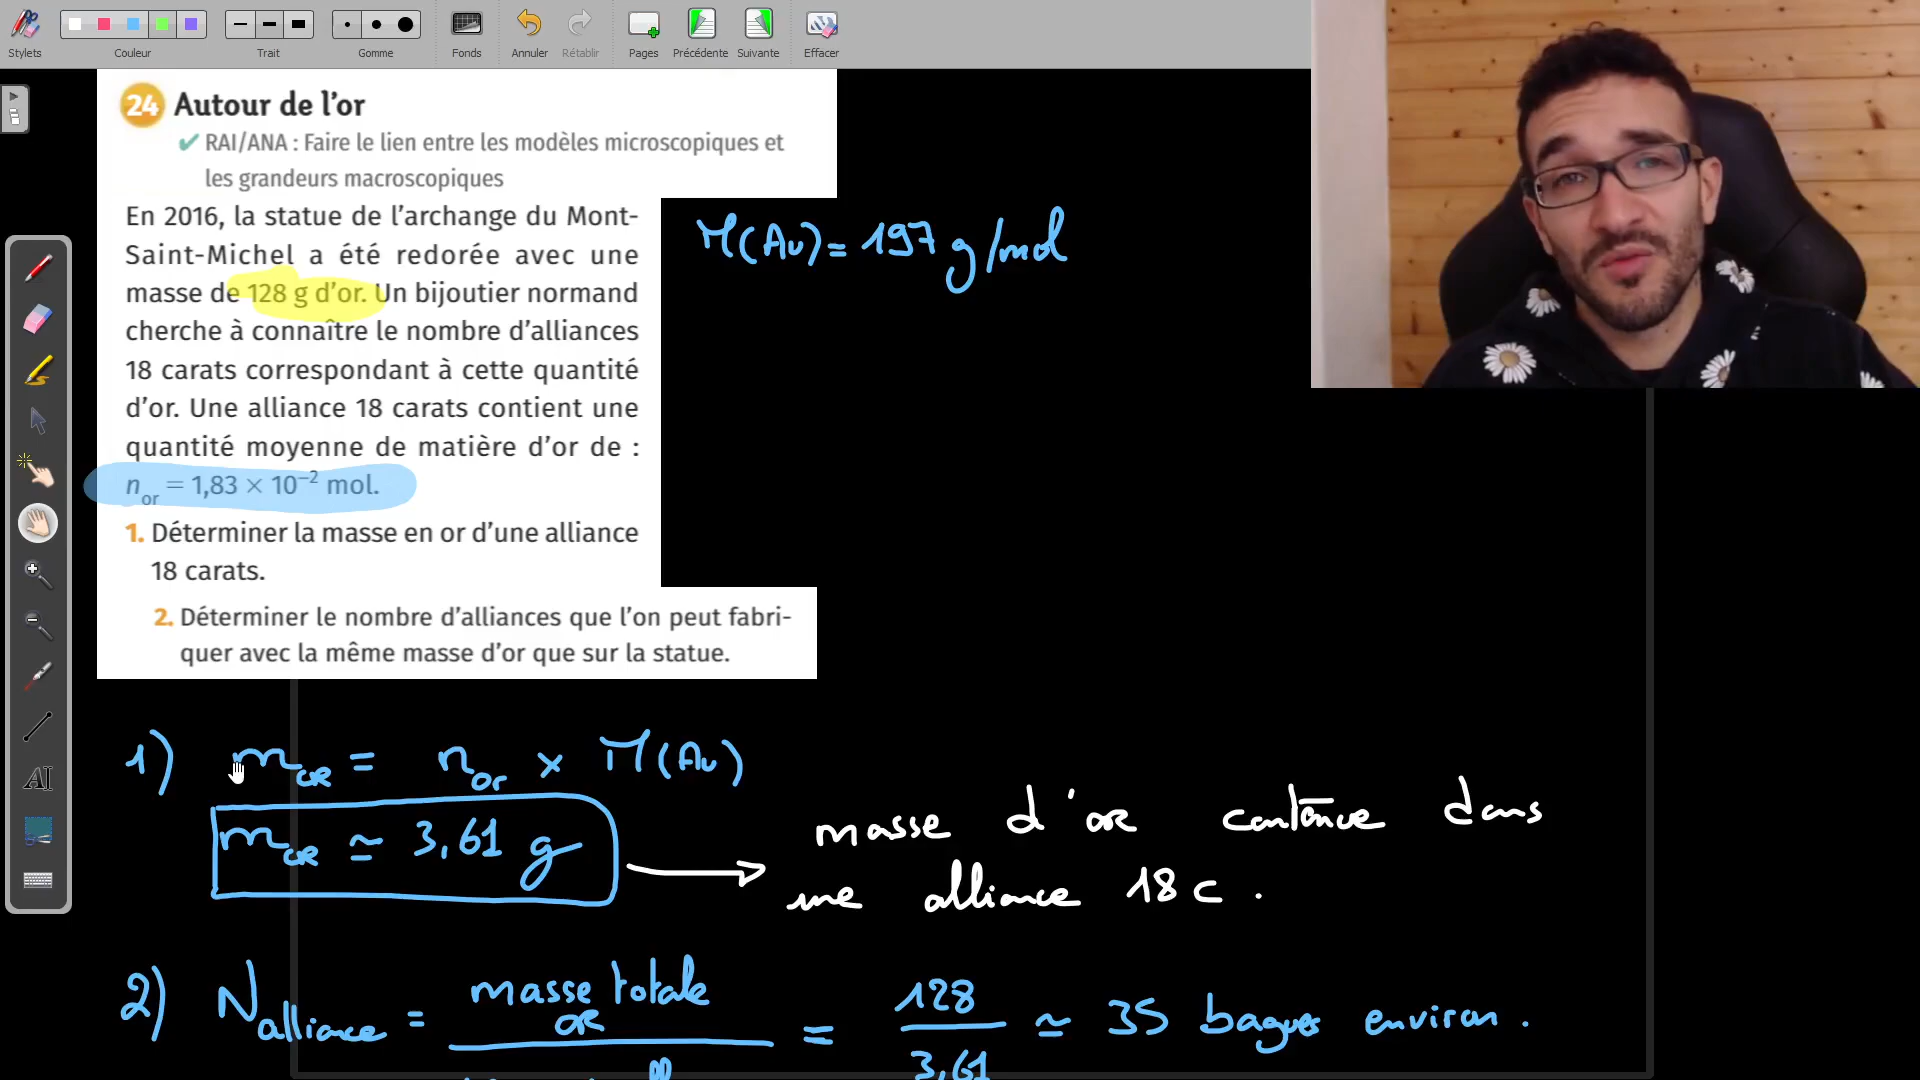 Stylets
Couleur
Trait
Gomme
Fonds
Annuler
Rétablir
Pages
Précédente
Suivante
Effacer
24 Autour de l'or
✔ RAI/ANA : Faire le lien entre les modèles microscopiques et
les grandeurs macroscopiques
En 2016, la statue de l'archange du Mont-
Saint-Michel a été redorée avec une
masse de 128 g d'or. Un bijoutier normand
cherche à connaître le nombre d'alliances
18 carats correspondant à cette quantité
d'or. Une alliance 18 carats contient une
quantité moyenne de matière d'or de :
n_or = 1,83 × 10⁻² mol.
1. Déterminer la masse en or d'une alliance
18 carats.
2. Déterminer le nombre d'alliances que l'on peut fabri-
quer avec la même masse d'or que sur la statue.
M(Au) = 197 g/mol
AI
1) m_OR = n_or × M(Au)
m_OR ≃ 3,61 g
masse d'or contenue dans
une alliance 18 c .
2) N_alliance = masse totale OR = 128 / 3,61 ≃ 35 bagues environ .